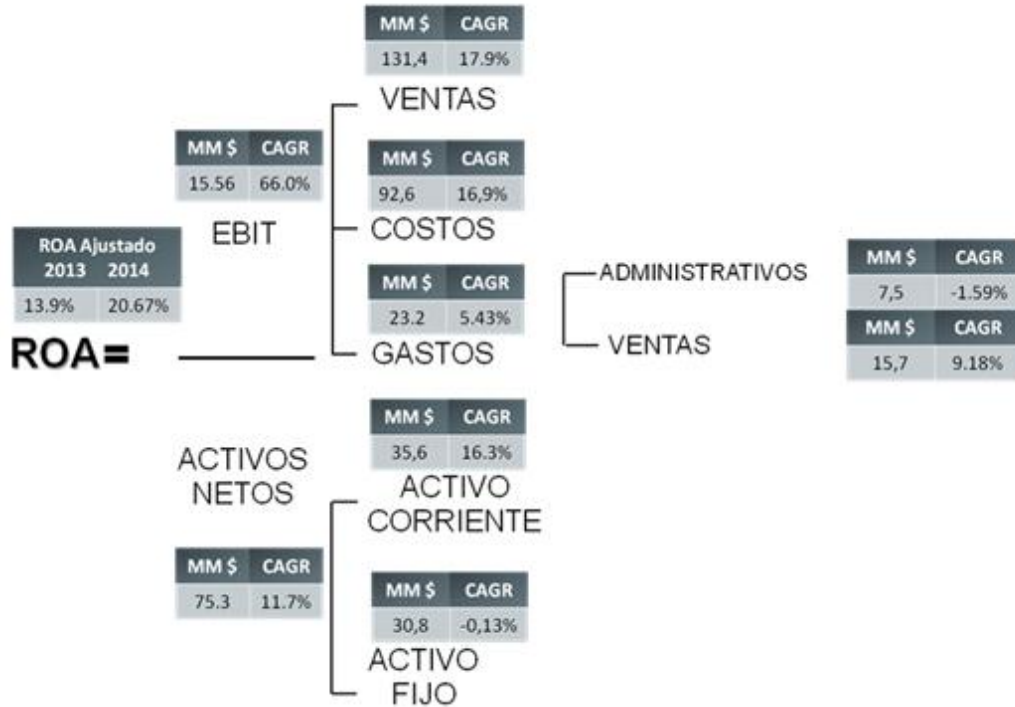 MM $ CAGR
131,4 17.9%
VENTAS
MM $ CAGR
15.56 66.0%
EBIT
MM $ CAGR
92,6 16,9%
COSTOS
ROA Ajustado
2013 2014
13.9% 20.67%
ROA=
MM $ CAGR
23.2 5.43%
GASTOS
ADMINISTRATIVOS
MM $ CAGR
7,5 -1.59%
VENTAS
MM $ CAGR
15,7 9.18%
ACTIVOS
NETOS
MM $ CAGR
75.3 11.7%
MM $ CAGR
35,6 16.3%
ACTIVO
CORRIENTE
MM $ CAGR
30,8 -0,13%
ACTIVO
FIJO